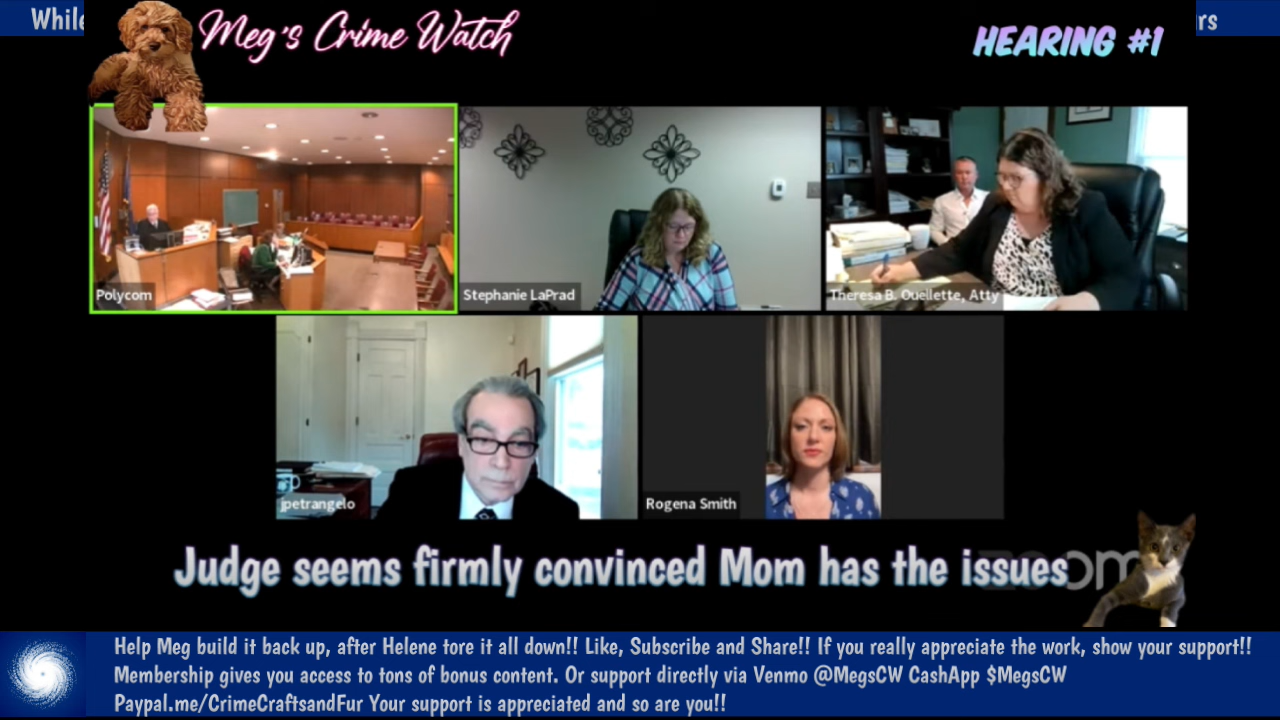 While
rs
Meg's Crime Watch
HEARING #1
Polycom
Stephanie LaPrad
Theresa B. Ouellette, Atty
jpetrangelo
Rogena Smith
Judge seems firmly convinced Mom has the issues
zoom
Help Meg build it back up, after Helene tore it all down!! Like, Subscribe and Share!! If you really appreciate the work, show your support!!
Membership gives you access to tons of bonus content. Or support directly via Venmo @MegsCW CashApp $MegsCW
Paypal.me/CrimeCraftsandFur Your support is appreciated and so are you!!